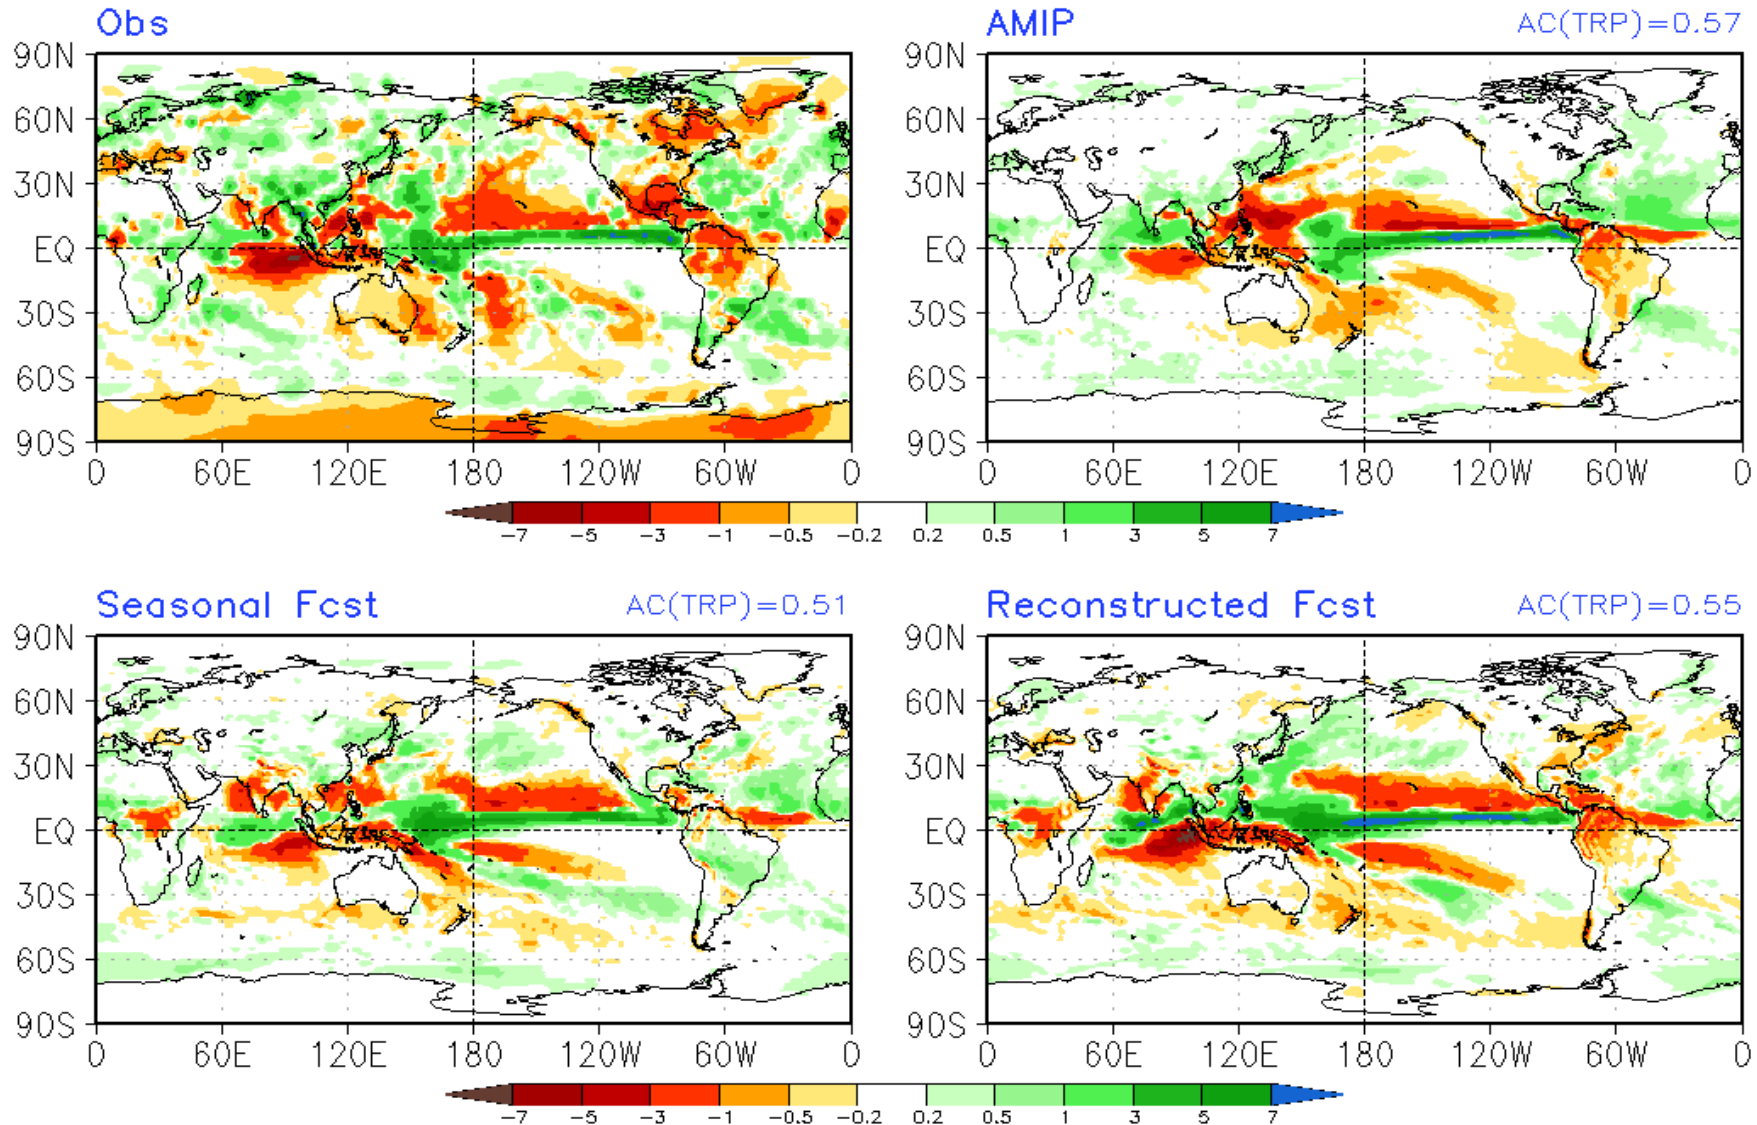 Obs
AMIP AC(TRP)=0.57
90N 90N
60N 60N
30N 30N
EQ EQ
30S 30S
60S 60S
90S 90S
0 60E 120E 180 120W 60W 0 0 60E 120E 180 120W 60W 0
-7 -5 -3 -1 -0.5 -0.2 0.2 0.5 1 3 5 7
Seasonal Fcst AC(TRP)=0.51
Reconstructed Fcst AC(TRP)=0.55
90N 90N
60N 60N
30N 30N
EQ EQ
30S 30S
60S 60S
90S 90S
0 60E 120E 180 120W 60W 0 0 60E 120E 180 120W 60W 0
-7 -5 -3 -1 -0.5 -0.2 0.2 0.5 1 3 5 7